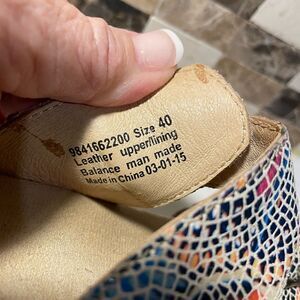 9841662200 Size 40
Leather upper/lining
Balance man made
Made in China 03-01-15